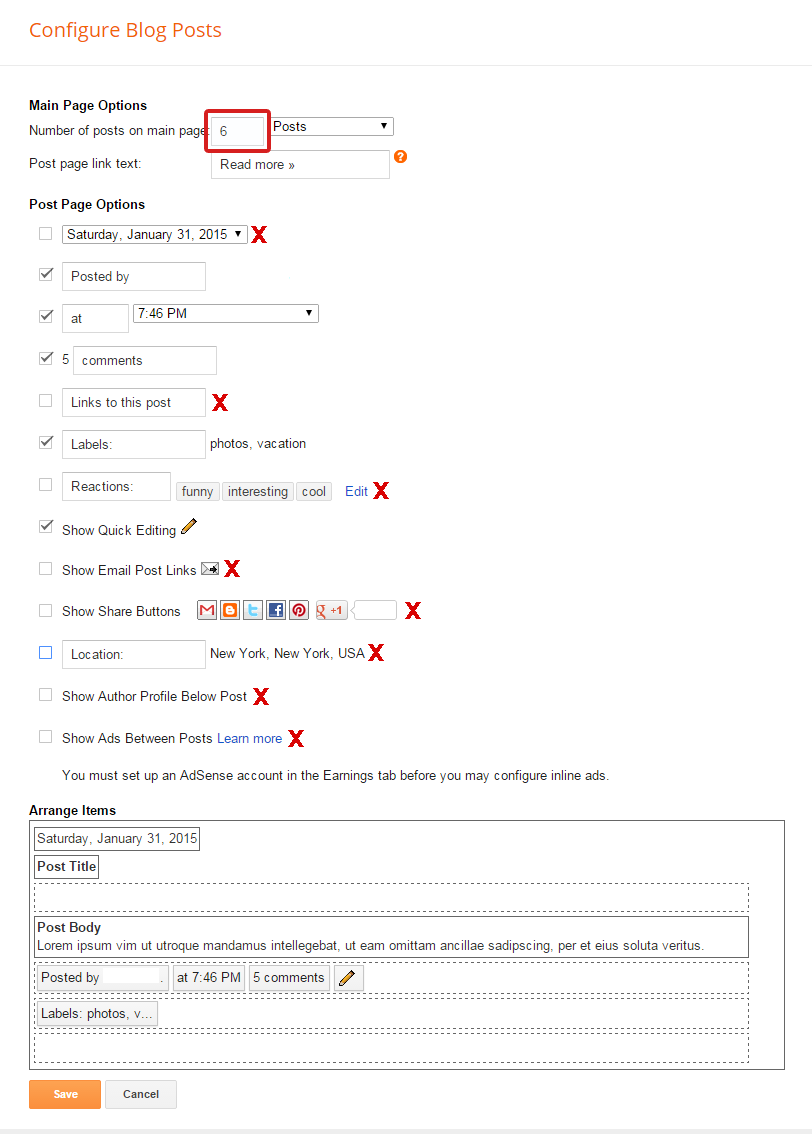 Configure Blog Posts
Main Page Options
Number of posts on main page: 6 Posts
Post page link text: Read more » ?
Post Page Options
Saturday, January 31, 2015 X
Posted by
at 7:46 PM
5 comments
Links to this post X
Labels: photos, vacation
Reactions: funny interesting cool Edit X
Show Quick Editing
Show Email Post Links X
Show Share Buttons g +1 X
Location: New York, New York, USA X
Show Author Profile Below Post X
Show Ads Between Posts Learn more X
You must set up an AdSense account in the Earnings tab before you may configure inline ads.
Arrange Items
Saturday, January 31, 2015
Post Title
Post Body
Lorem ipsum vim ut utroque mandamus intellegebat, ut eam omittam ancillae sadipscing, per et eius soluta veritus.
Posted by . at 7:46 PM 5 comments
Labels: photos, v...
Save Cancel